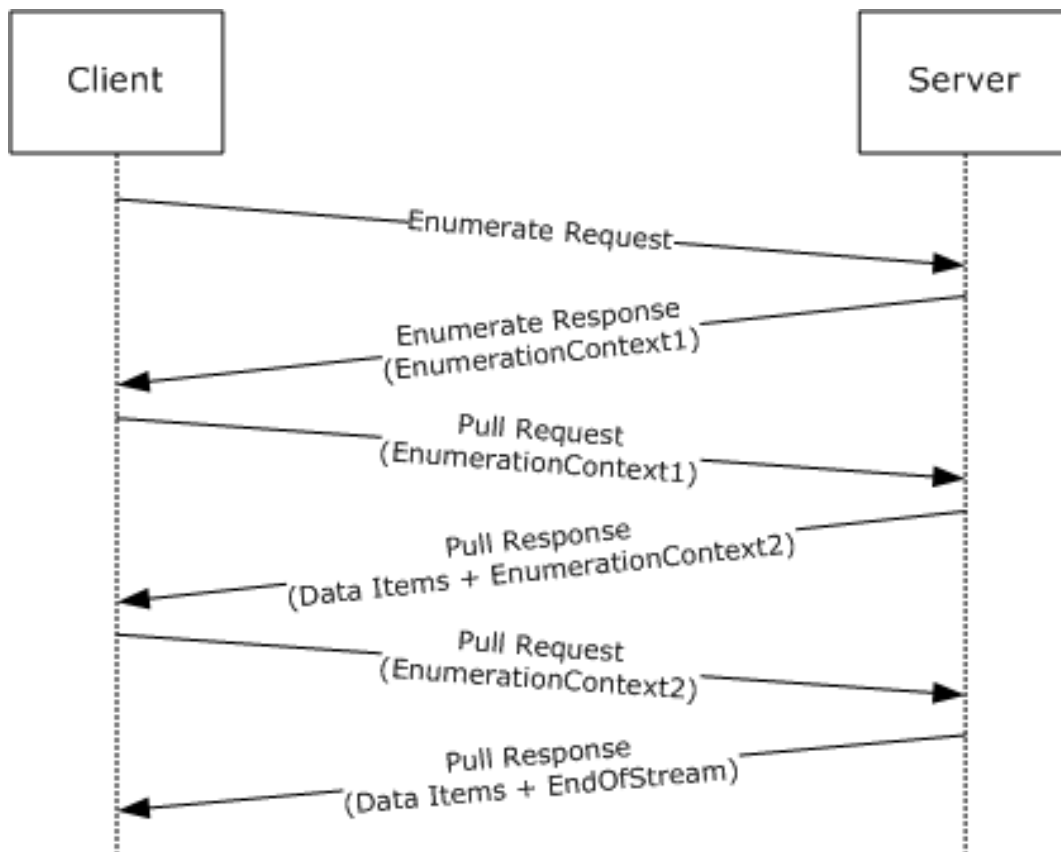 Client
Server
Enumerate Request
Enumerate Response
(EnumerationContext1)
Pull Request
(EnumerationContext1)
Pull Response
(Data Items + EnumerationContext2)
Pull Request
(EnumerationContext2)
Pull Response
(Data Items + EndOfStream)